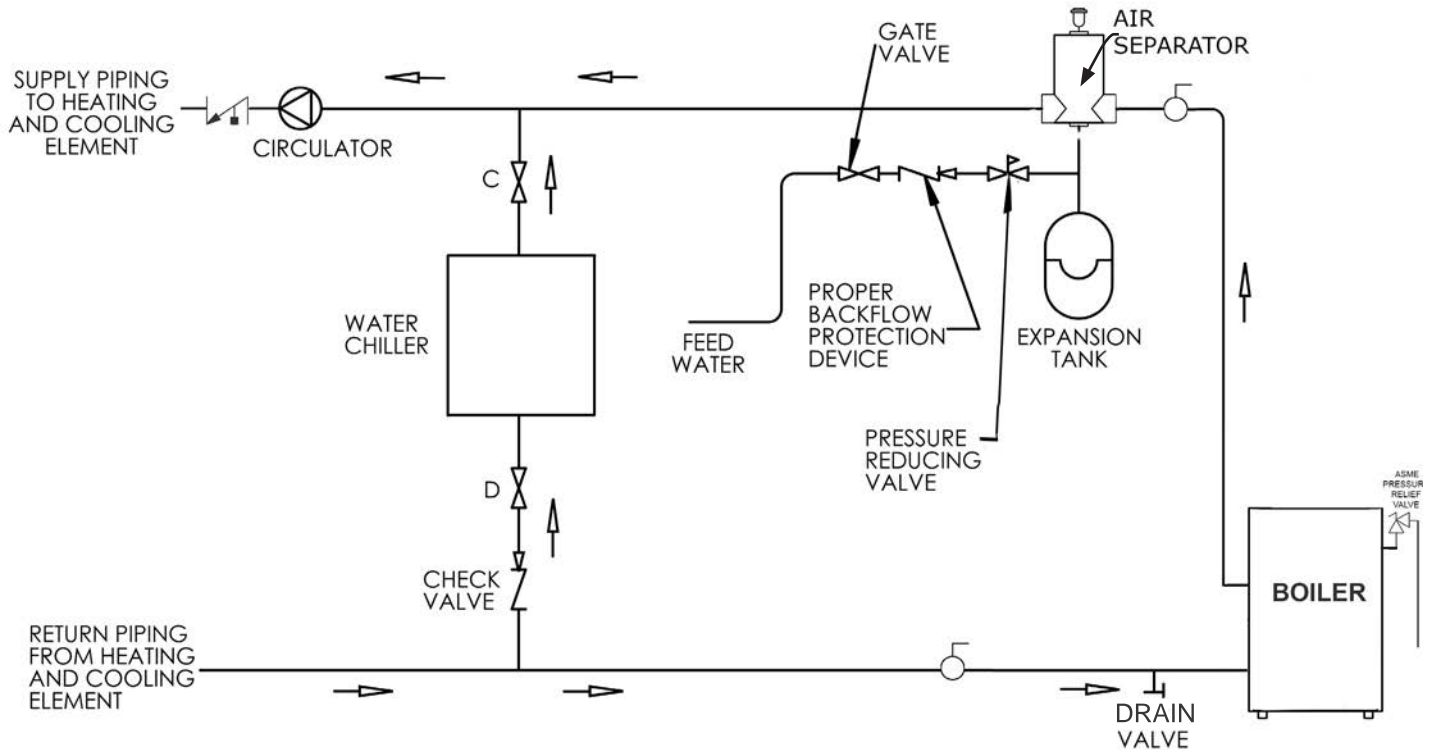 AIR
SEPARATOR
GATE
VALVE
SUPPLY PIPING
TO HEATING
AND COOLING
ELEMENT
CIRCULATOR
C
WATER
CHILLER
FEED
WATER
PROPER
BACKFLOW
PROTECTION
DEVICE
EXPANSION
TANK
PRESSURE
REDUCING
VALVE
D
ASME
PRESSUR
RELIEF
VALVE
CHECK
VALVE
BOILER
RETURN PIPING
FROM HEATING
AND COOLING
ELEMENT
DRAIN
VALVE